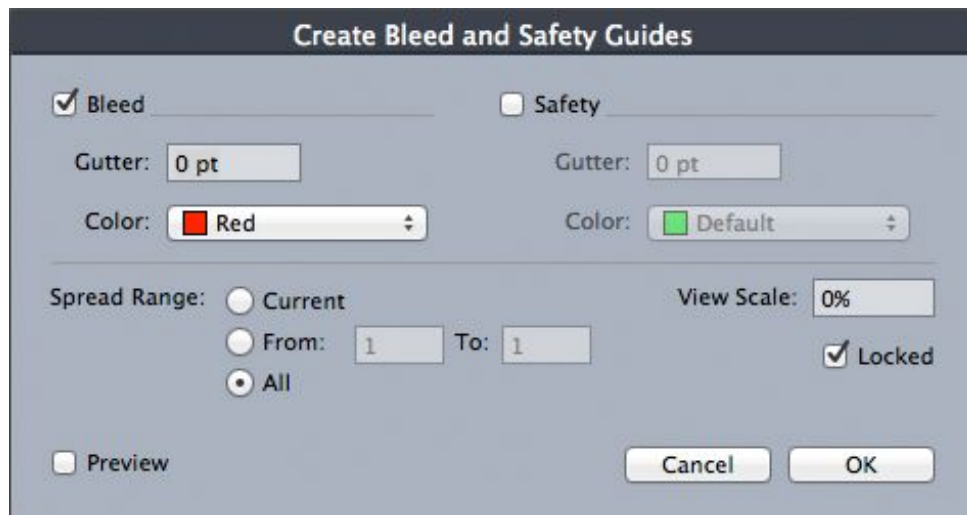 Create Bleed and Safety Guides
Bleed
Safety
Gutter: 0 pt
Gutter: 0 pt
Color: Red
Color: Default
Spread Range: Current
View Scale: 0%
From: 1 To: 1
Locked
All
Preview
Cancel
OK